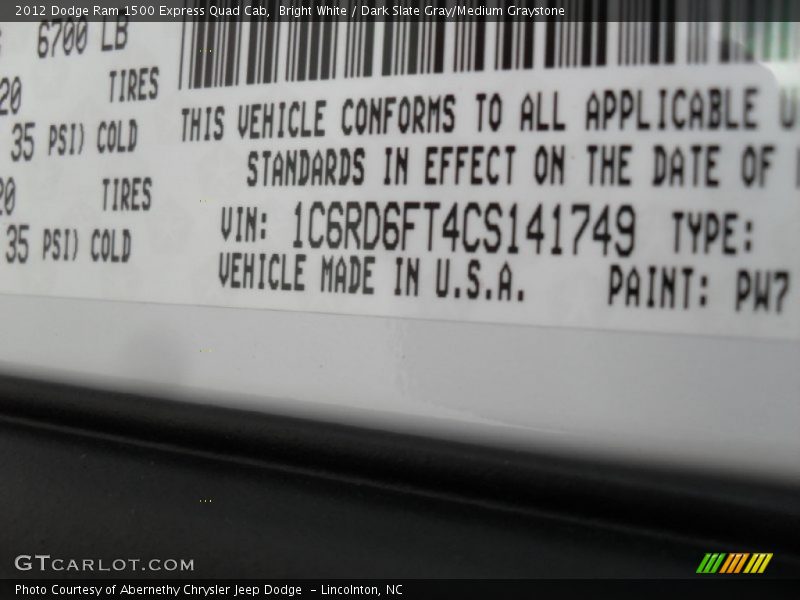 2012 Dodge Ram 1500 Express Quad Cab, Bright White / Dark Slate Gray/Medium Graystone
6700 LB
20 TIRES
THIS VEHICLE CONFORMS TO ALL APPLICABLE
35 PSI) COLD
STANDARDS IN EFFECT ON THE DATE OF
20 TIRES
VIN: 1C6RD6FT4CS141749 TYPE:
35 PSI) COLD
VEHICLE MADE IN U.S.A. PAINT: PW7
GTCARLOT.COM
Photo Courtesy of Abernethy Chrysler Jeep Dodge - Lincolnton, NC